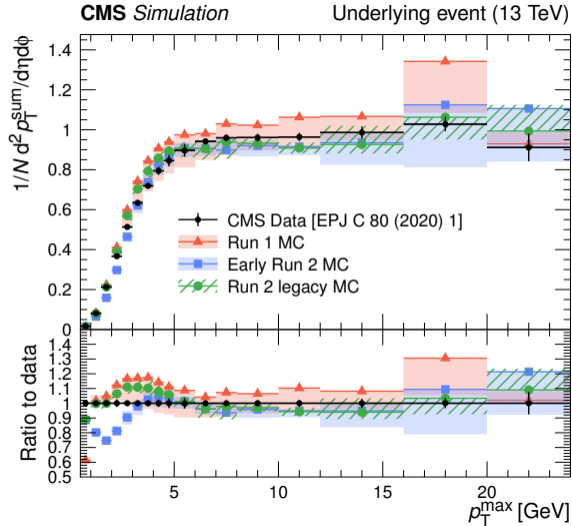 CMS Simulation Underlying event (13 TeV)
1/N d²p_T^sum/dηdϕ
1.4
1.2
1
0.8
0.6
0.4
0.2
0
CMS Data [EPJ C 80 (2020) 1]
Run 1 MC
Early Run 2 MC
Run 2 legacy MC
Ratio to data
1.4
1.3
1.2
1.1
1
0.9
0.8
0.7
0.6
0.5
5 10 15 20
p_T^max [GeV]